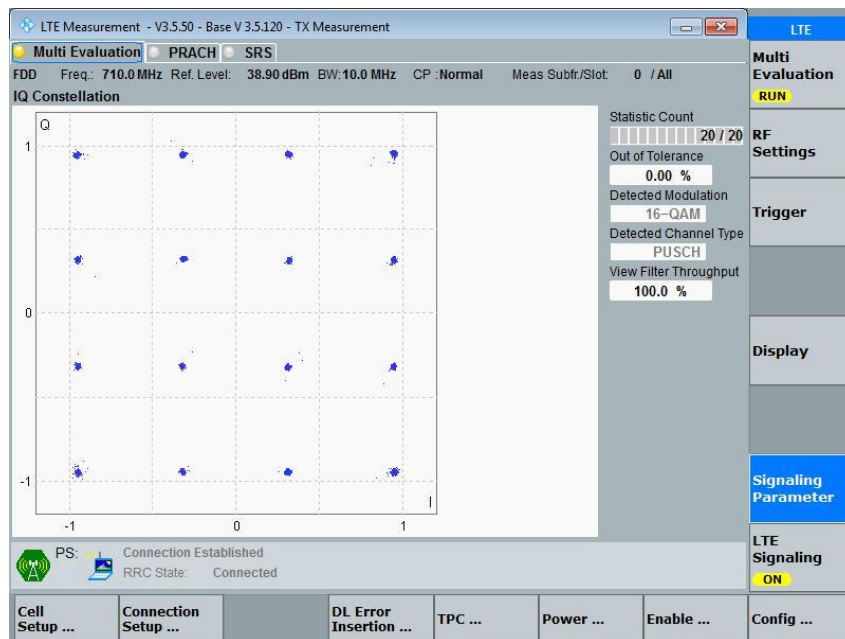 LTE Measurement - V3.5.50 - Base V 3.5.120 - TX Measurement
LTE
Multi Evaluation PRACH SRS
FDD Freq.: 710.0 MHz Ref. Level: 38.90 dBm BW: 10.0 MHz CP : Normal Meas Subfr./Slot: 0 / All
IQ Constellation
Q
1
0
-1
-1 0 1
I
Statistic Count
20 / 20
Out of Tolerance
0.00 %
Detected Modulation
16-QAM
Detected Channel Type
PUSCH
View Filter Throughput
100.0 %
Multi
Evaluation
RUN
RF
Settings
Trigger
Display
Signaling
Parameter
LTE
Signaling
ON
PS: Connection Established
RRC State: Connected
Cell
Setup ...
Connection
Setup ...
DL Error
Insertion ...
TPC ...
Power ...
Enable ...
Config ...